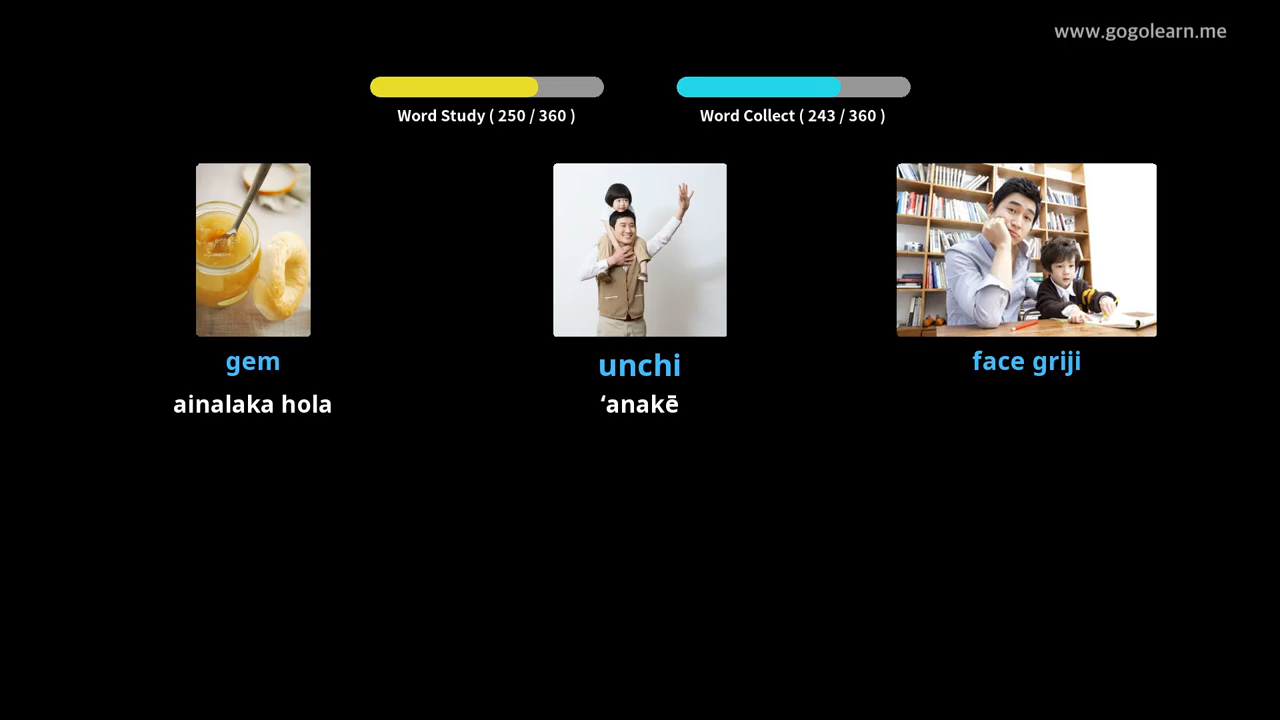 www.gogolearn.me
Word Study ( 250 / 360 )
Word Collect ( 243 / 360 )
gem
unchi
face griji
ainalaka hola
ʻanakē